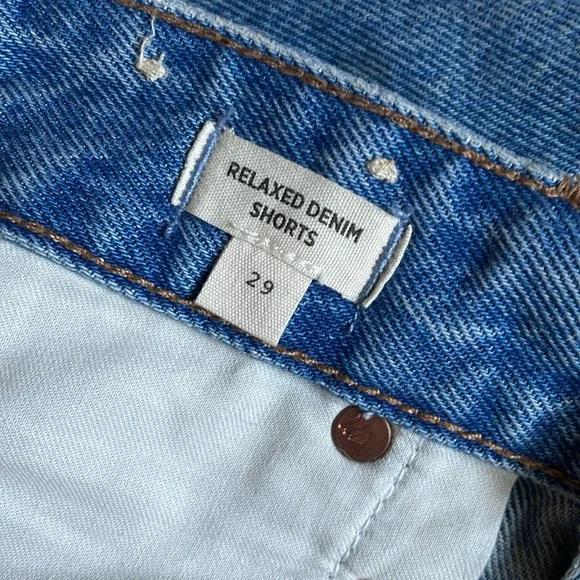 RELAXED DENIM
SHORTS
29